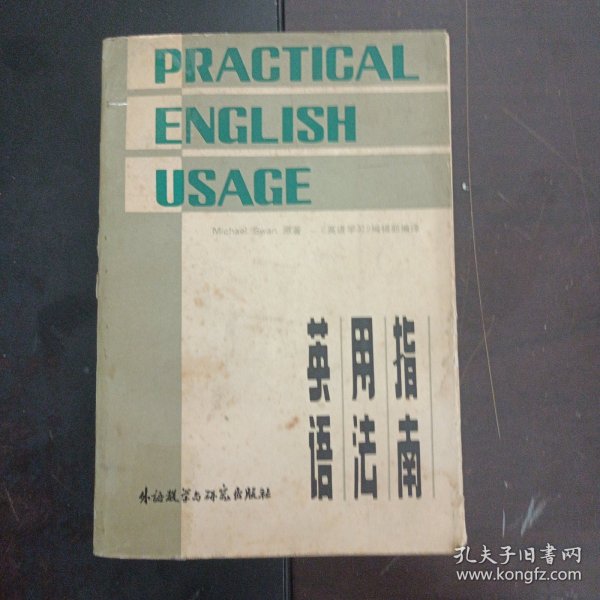 PRACTICAL
ENGLISH
USAGE
Michael Swan 原著 《英语学习》编辑部编译
英语
用法
指南
外语教学与研究出版社
孔夫子旧书网
www.kongfz.com